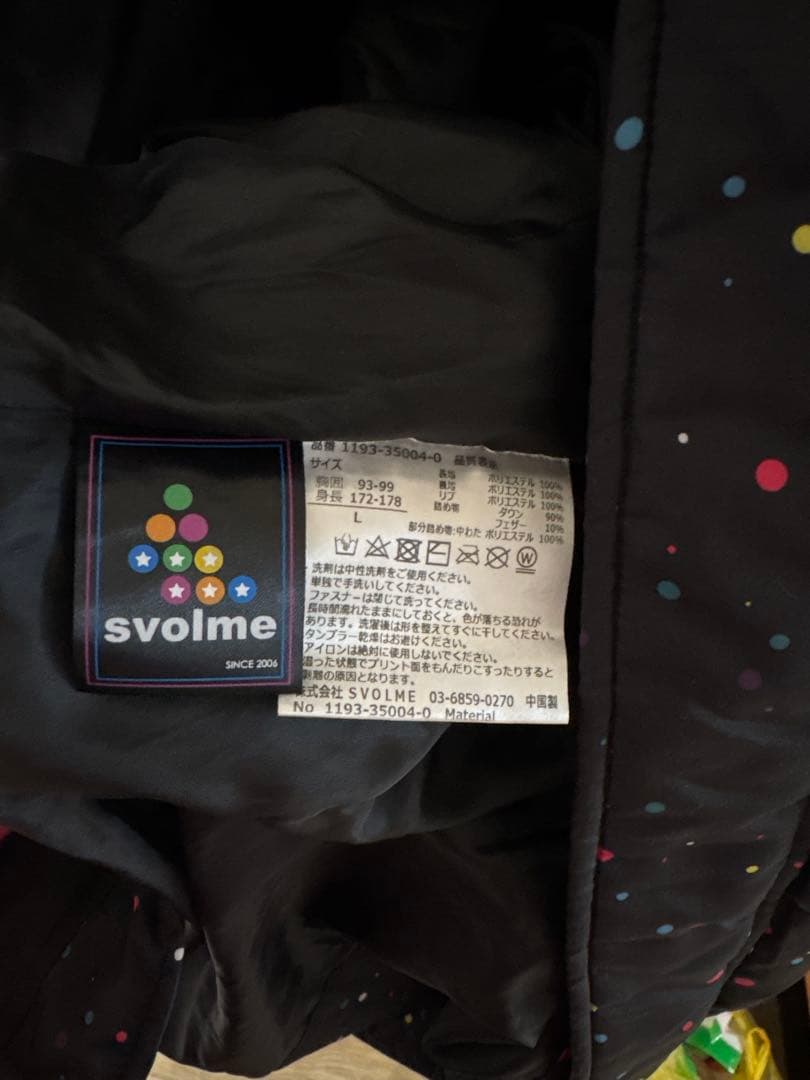 svolme
SINCE 2006
品番 1193-35004-0 品質表示
サイズ
胸囲 93-99
身長 172-178
L
表地 ポリエステル 100%
裏地 ポリエステル 100%
リブ ポリエステル 100%
詰め物 ダウン 90%
フェザー 10%
部分詰め物:中わた ポリエステル 100%
W
洗剤は中性洗剤をご使用ください。
単独で手洗いしてください。
ファスナーは閉じて洗ってください。
長時間濡れたままにしておくと、色が落ちる恐れが
あります。洗濯後は形を整えてすぐに干してください。
タンブラー乾燥はお避けください。
アイロンは絶対に使用しないでください。
湿った状態でプリント面をもんだりこすったりすると
剥離の原因となります。
株式会社 SVOLME 03-6859-0270 中国製
No 1193-35004-0 Material